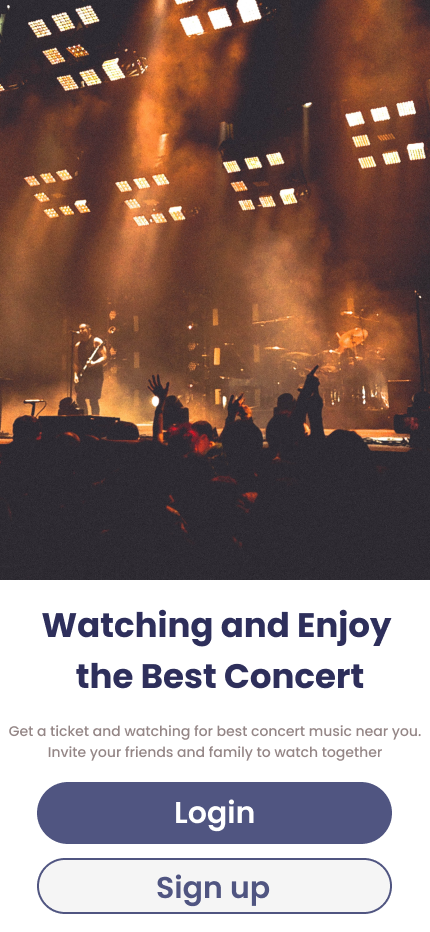 Watching and Enjoy
the Best Concert
Get a ticket and watching for best concert music near you.
Invite your friends and family to watch together
Login
Sign up